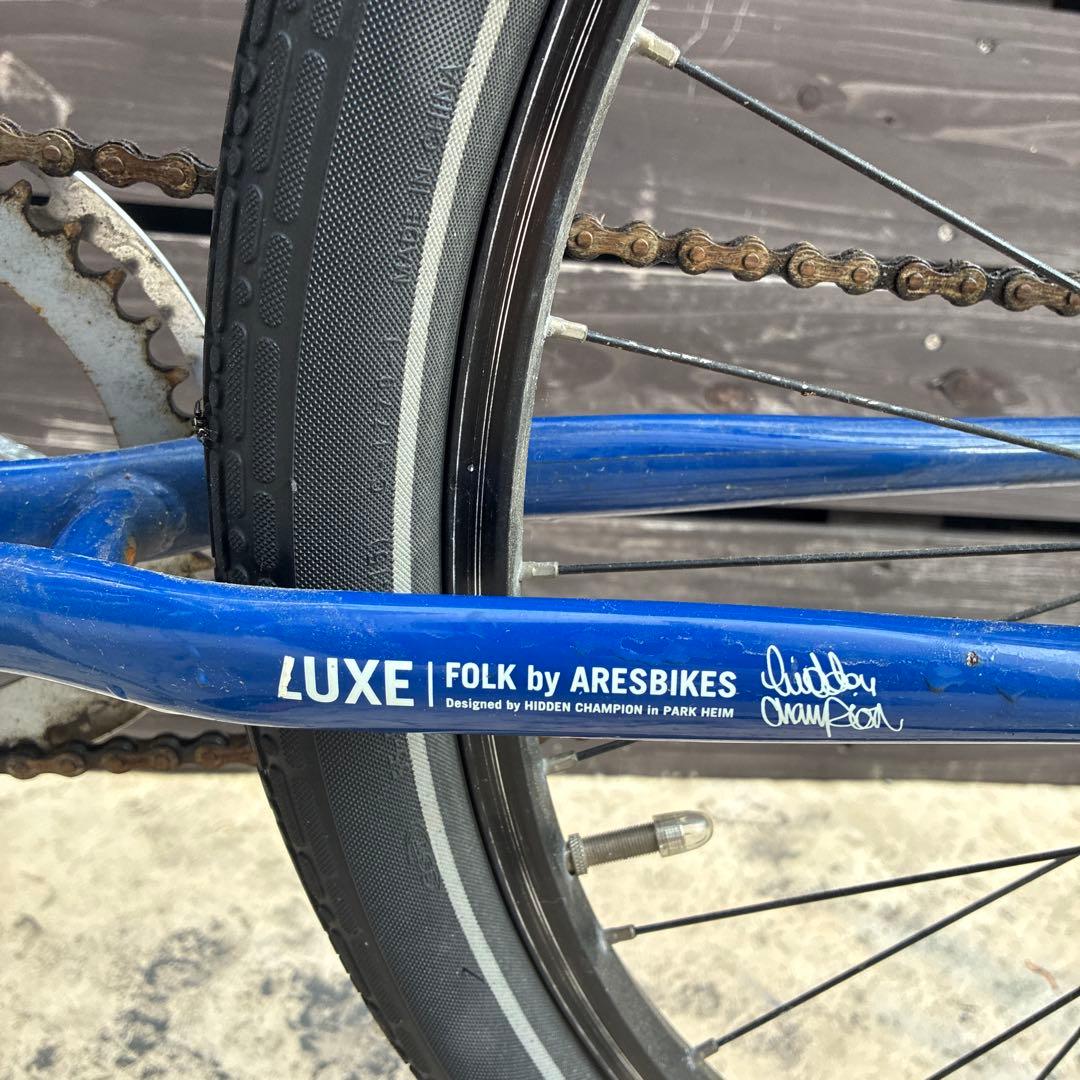 LUXE | FOLK by ARESBIKES
Designed by HIDDEN CHAMPION in PARK HEIM
hidden
champion